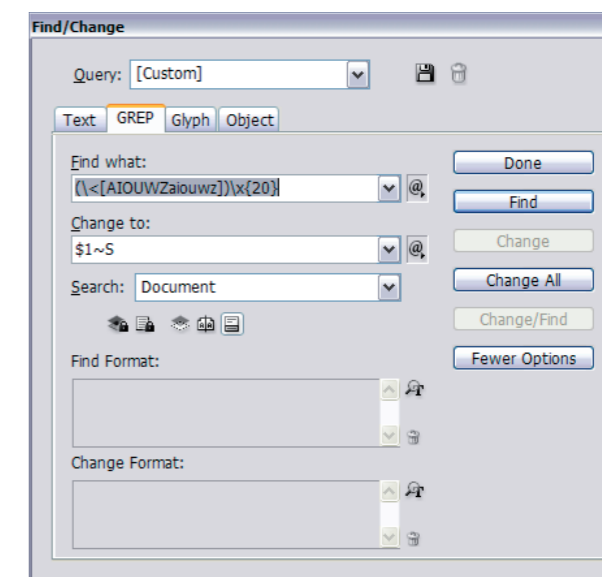 Find/Change
Query: [Custom]
Text GREP Glyph Object
Find what:
(\<[AIOUWZaiouwz])\x{20}
Change to:
$1~S
Search: Document
Find Format:
Change Format:
Done
Find
Change
Change All
Change/Find
Fewer Options